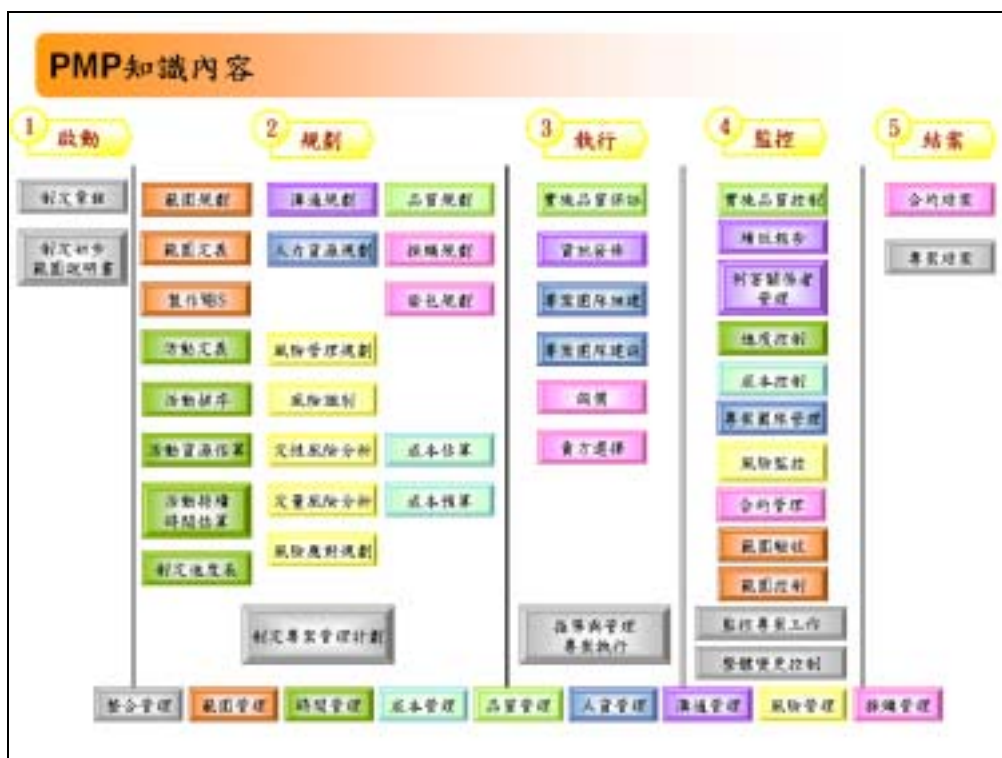 PMP知識內容
1 啟動
2 規劃
3 執行
4 監控
5 結案
制定章程
制定初步
範圍說明書
範圍規劃
範圍定義
製作WBS
活動定義
活動排序
活動資源估算
活動持續
時間估算
制定進度表
溝通規劃
人力資源規劃
風險管理規劃
風險識別
定性風險分析
定量風險分析
風險應對規劃
品質規劃
採購規劃
發包規劃
成本估算
成本預算
制定專案管理計劃
實施品質保証
資訊發佈
專案團隊組建
專案團隊建設
詢價
賣方選擇
指導與管理
專案執行
實施品質控制
績效報告
利害關係者
管理
進度控制
成本控制
專案團隊管理
風險監控
合約管理
範圍驗收
範圍控制
監控專案工作
整體變更控制
合約結案
專案結案
整合管理
範圍管理
時間管理
成本管理
品質管理
人資管理
溝通管理
風險管理
採購管理